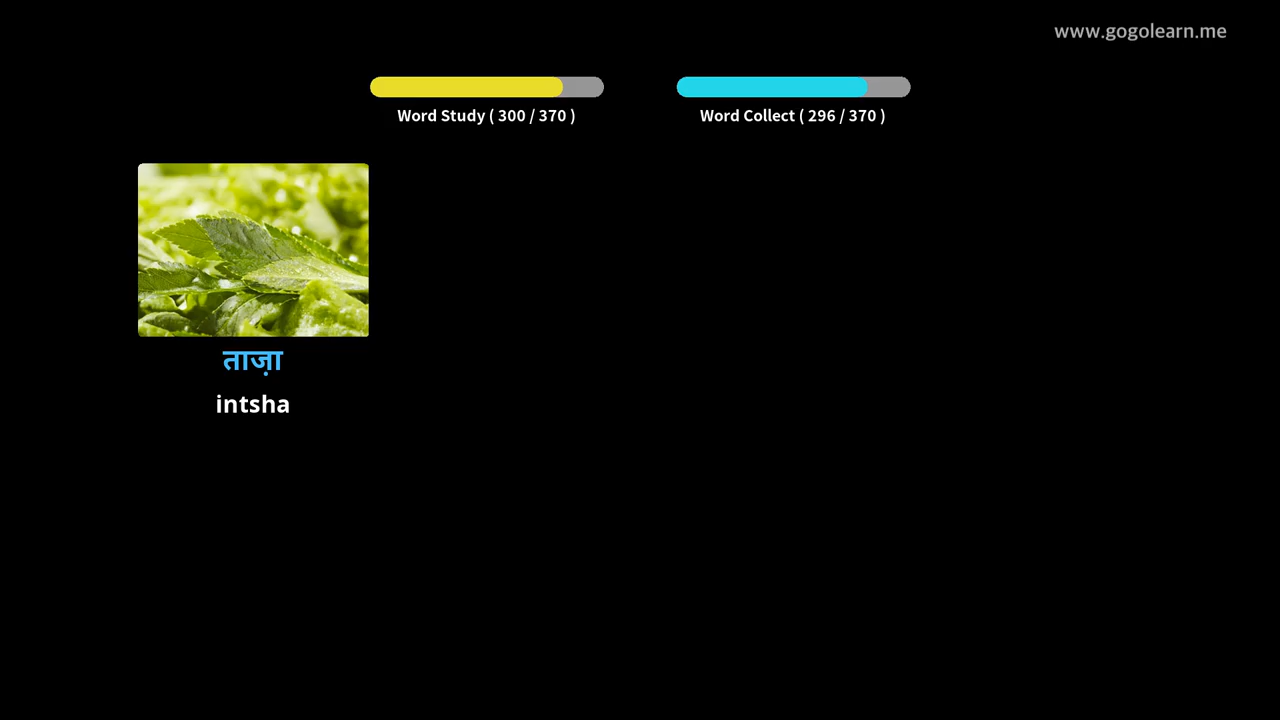 www.gogolearn.me
Word Study ( 300 / 370 )
Word Collect ( 296 / 370 )
ताज़ा
intsha